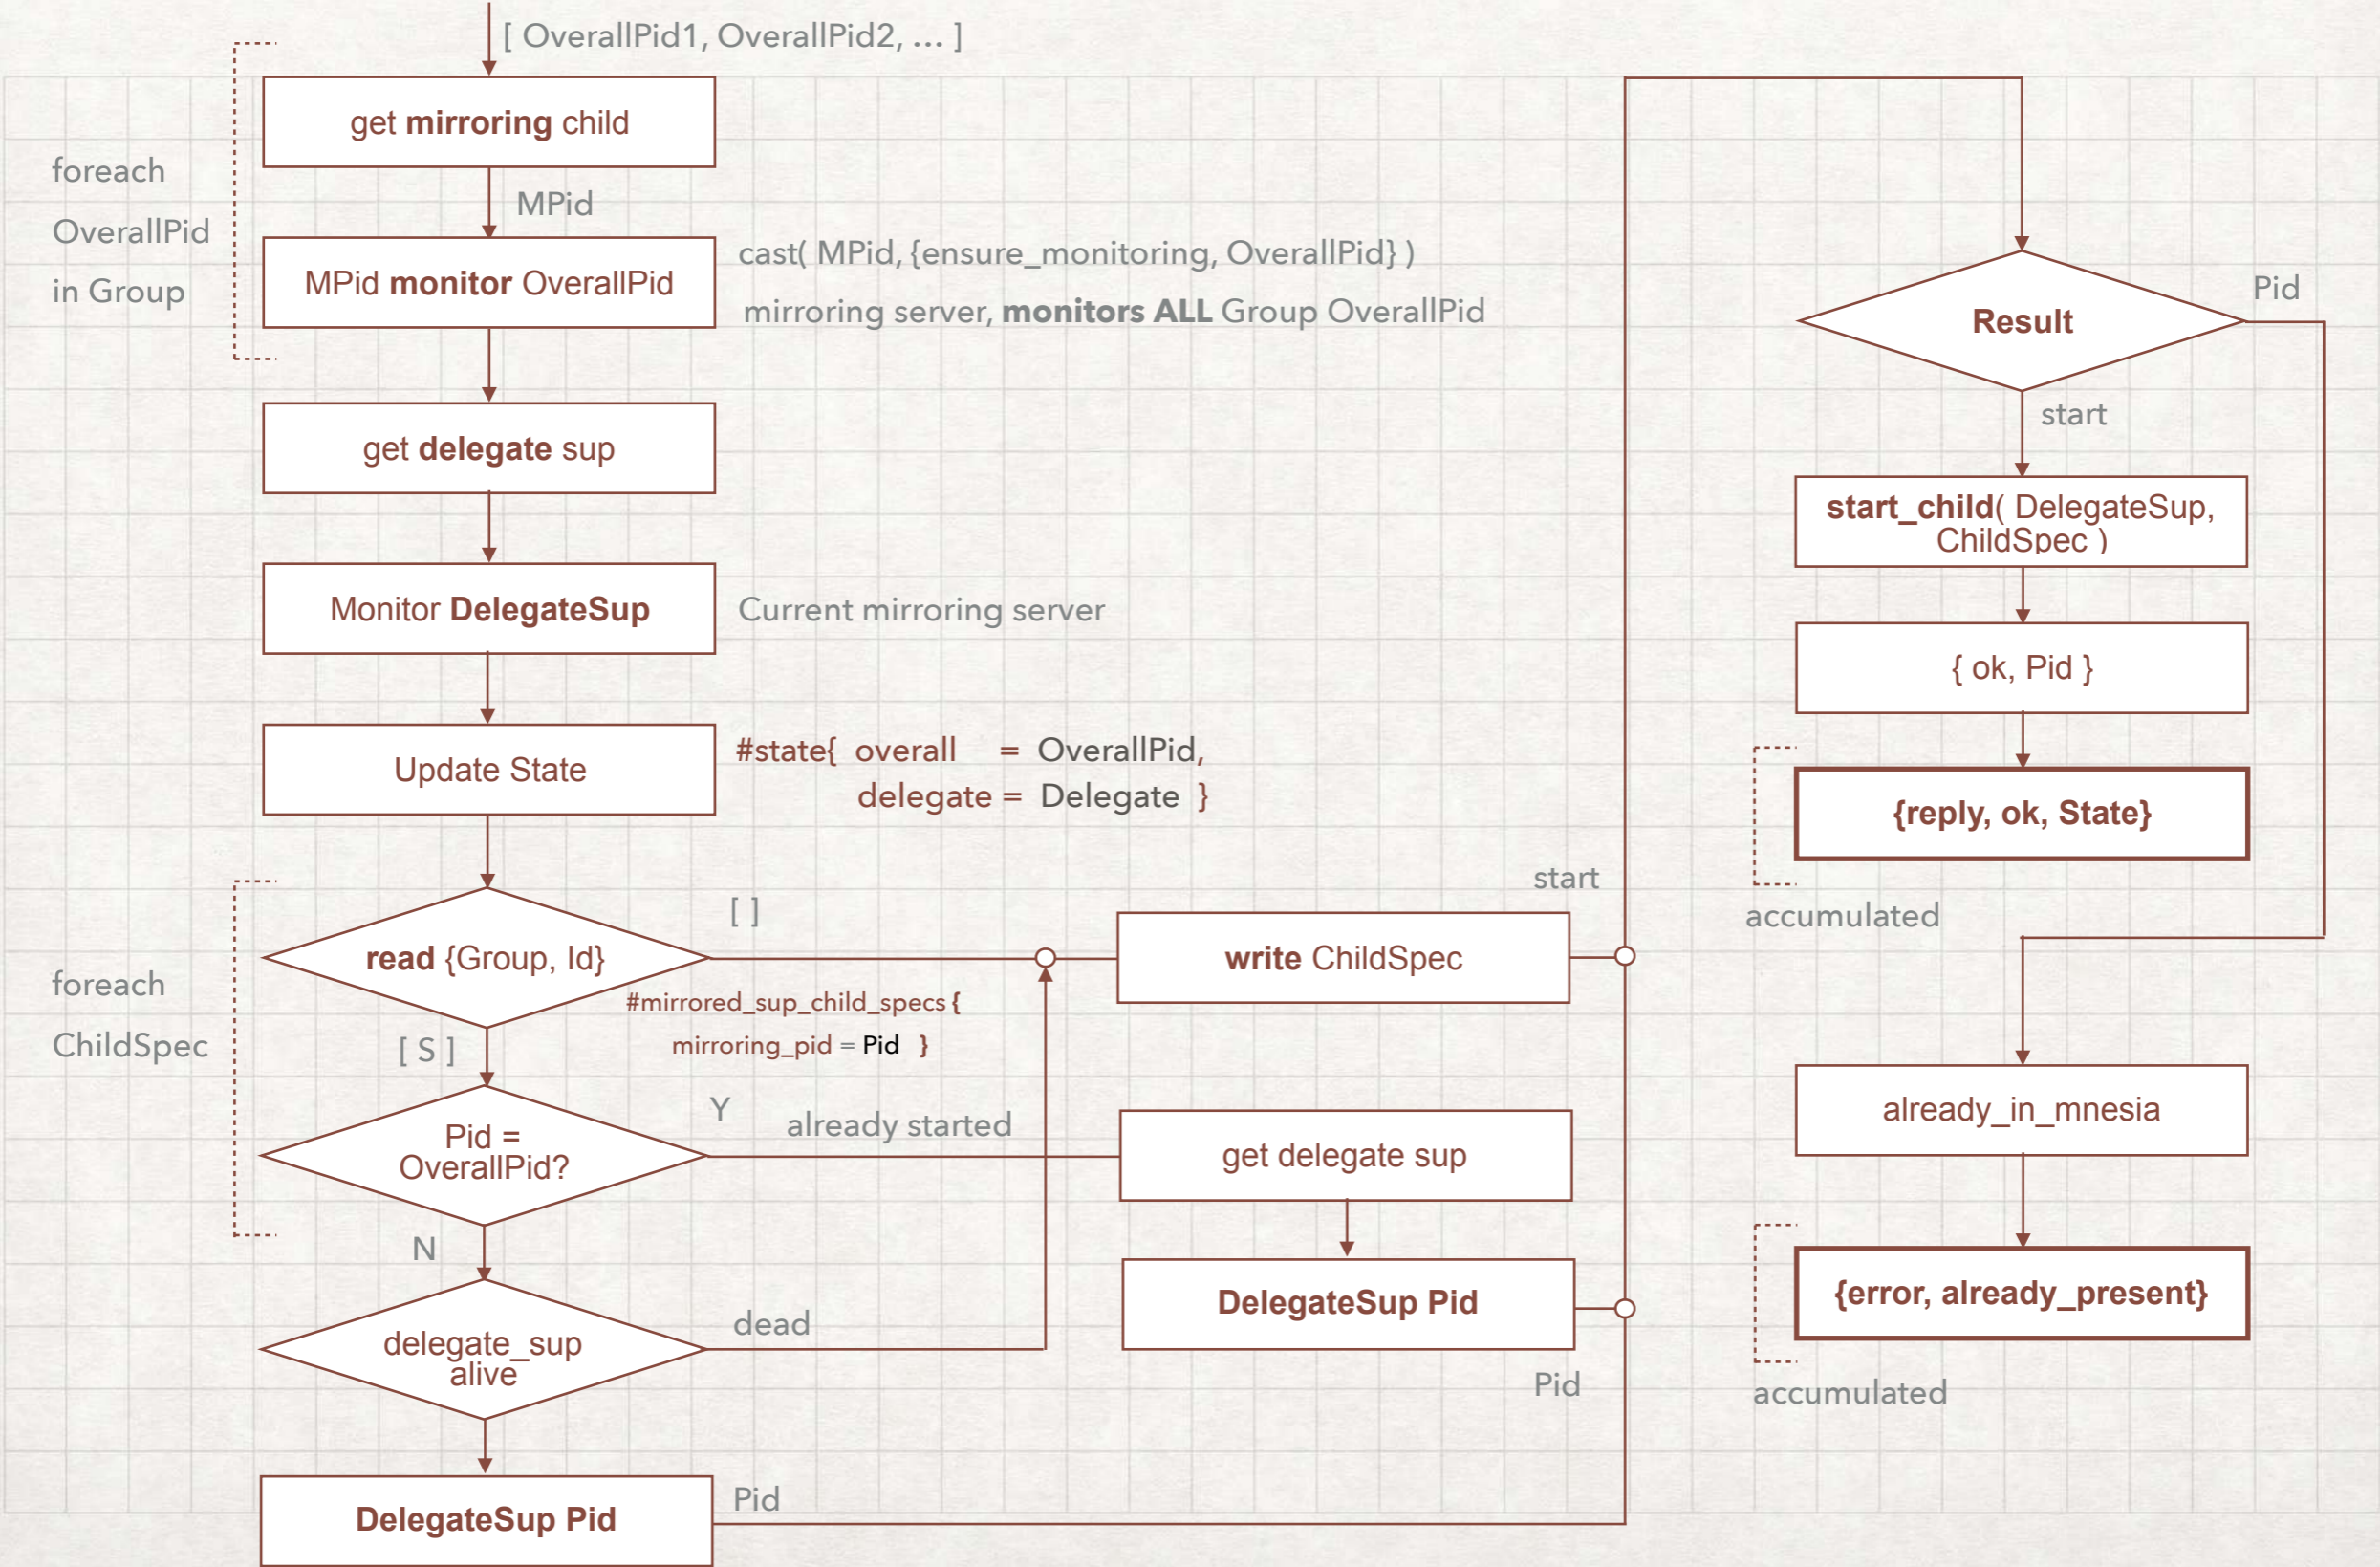 [ OverallPid1, OverallPid2, ... ]
get mirroring child
foreach
OverallPid
in Group
MPid
MPid monitor OverallPid
cast( MPid, {ensure_monitoring, OverallPid} )
mirroring server, monitors ALL Group OverallPid
get delegate sup
Monitor DelegateSup
Current mirroring server
Update State
#state{ overall = OverallPid,
delegate = Delegate }
foreach
ChildSpec
read {Group, Id}
[ ]
#mirrored_sup_child_specs {
mirroring_pid = Pid }
[ S ]
write ChildSpec
start
Pid =
OverallPid?
Y
already started
get delegate sup
N
DelegateSup Pid
Pid
delegate_sup
alive
dead
DelegateSup Pid
Pid
Result
Pid
start
start_child( DelegateSup,
ChildSpec )
{ ok, Pid }
{reply, ok, State}
accumulated
already_in_mnesia
{error, already_present}
accumulated